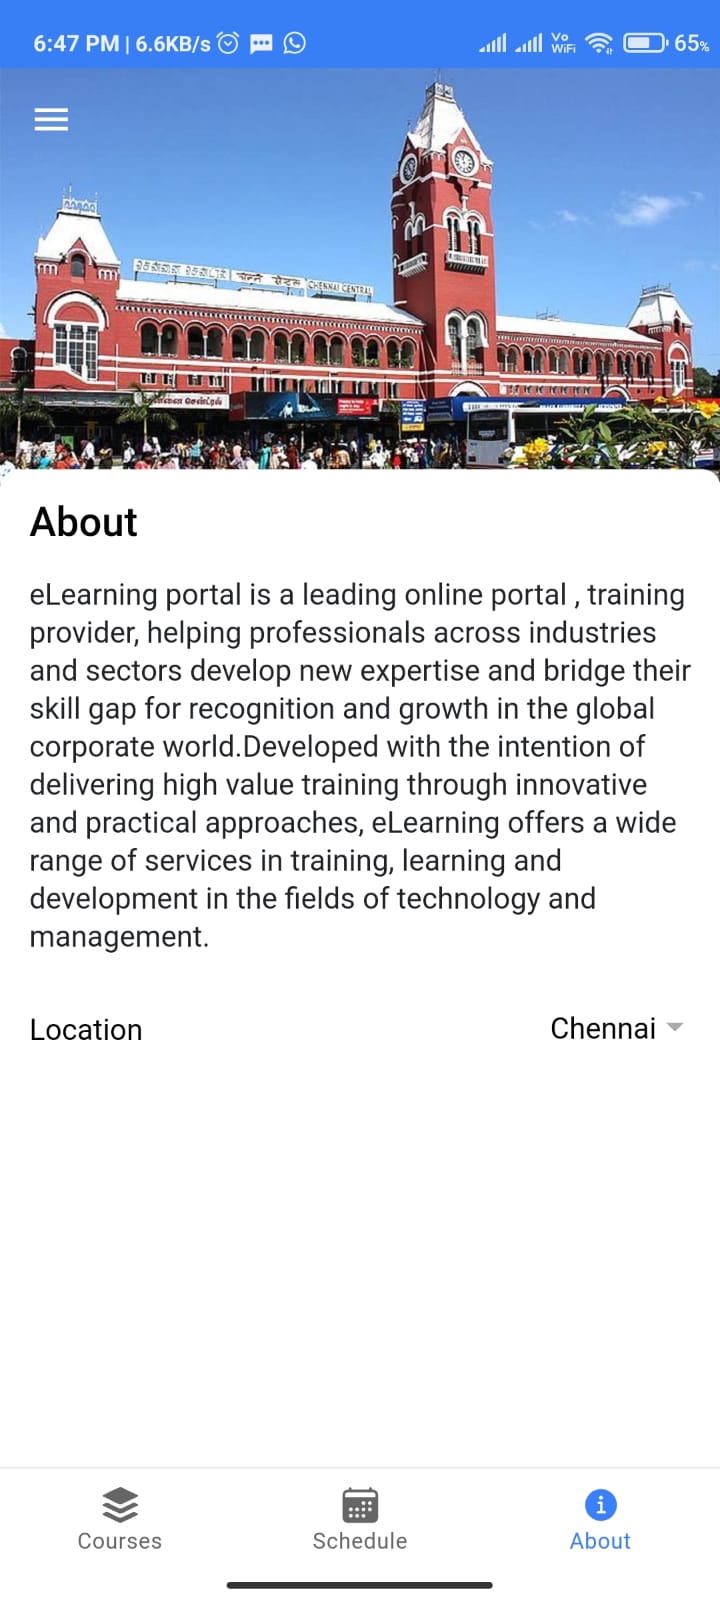 6:47 PM | 6.6KB/s
Vo
WiFi
65%
சென்னை சென்ட்ரல்
CHENNAI CENTRAL
சென்ட்ரல்
About
eLearning portal is a leading online portal , training
provider, helping professionals across industries
and sectors develop new expertise and bridge their
skill gap for recognition and growth in the global
corporate world.Developed with the intention of
delivering high value training through innovative
and practical approaches, eLearning offers a wide
range of services in training, learning and
development in the fields of technology and
management.
Location
Chennai
Courses
Schedule
About